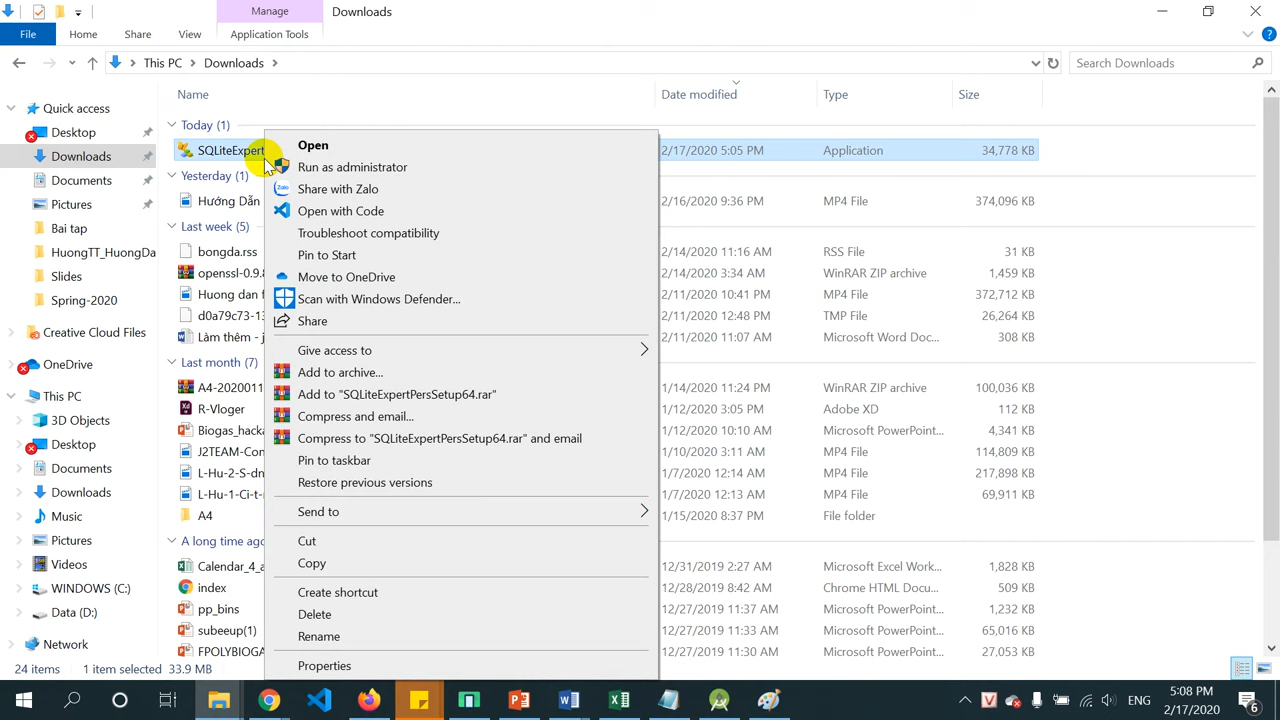 Manage
Downloads
File
Home
Share
View
Application Tools
This PC
Downloads
Search Downloads
Name
Date modified
Type
Size
Quick access
Desktop
Downloads
Documents
Pictures
Bai tap
HuongTT_HuongDa
Slides
Spring-2020
Creative Cloud Files
OneDrive
This PC
3D Objects
Desktop
Documents
Downloads
Music
Pictures
Videos
WINDOWS (C:)
Data (D:)
Network
Today (1)
SQLiteExpert
2/17/2020 5:05 PM
Application
34,778 KB
Yesterday (1)
Hướng Dẫn
2/16/2020 9:36 PM
MP4 File
374,096 KB
Last week (5)
bongda.rss
2/14/2020 11:16 AM
RSS File
31 KB
openssl-0.9.8
2/14/2020 3:34 AM
WinRAR ZIP archive
1,459 KB
Huong dan f
2/11/2020 10:41 PM
MP4 File
372,712 KB
d0a79c73-13
2/11/2020 12:48 PM
TMP File
26,264 KB
Làm thêm - j
2/11/2020 11:07 AM
Microsoft Word Doc...
338 KB
Last month (7)
A4-2020011
1/14/2020 11:24 PM
WinRAR ZIP archive
100,036 KB
R-Vloger
1/12/2020 3:05 PM
Adobe XD
112 KB
Biogas_hacka
1/12/2020 10:10 AM
Microsoft PowerPoint...
4,341 KB
J2TEAM-Con
1/10/2020 3:11 AM
MP4 File
114,809 KB
L-Hu-2-S-dn
1/7/2020 12:14 AM
MP4 File
217,898 KB
L-Hu-1-Ci-t-n
1/7/2020 12:13 AM
MP4 File
69,911 KB
A4
1/15/2020 8:37 PM
File folder
A long time ago
Calendar_4_a
12/31/2019 2:27 AM
Microsoft Excel Work...
1,828 KB
index
12/28/2019 8:42 AM
Chrome HTML Docu...
509 KB
pp_bins
12/27/2019 11:37 AM
Microsoft PowerPoint...
1,232 KB
subeeup(1)
12/27/2019 11:33 AM
Microsoft PowerPoint...
65,016 KB
FPOLYBIOGA
12/27/2019 11:30 AM
Microsoft PowerPoint...
27,053 KB
Open
Run as administrator
Zalo
Share with Zalo
Open with Code
Troubleshoot compatibility
Pin to Start
Move to OneDrive
Scan with Windows Defender...
Share
Give access to
Add to archive...
Add to "SQLiteExpertPersSetup64.rar"
Compress and email...
Compress to "SQLiteExpertPersSetup64.rar" and email
Pin to taskbar
Restore previous versions
Send to
Cut
Copy
Create shortcut
Delete
Rename
Properties
24 items
1 item selected 33.9 MB
ENG
5:08 PM
2/17/2020
6